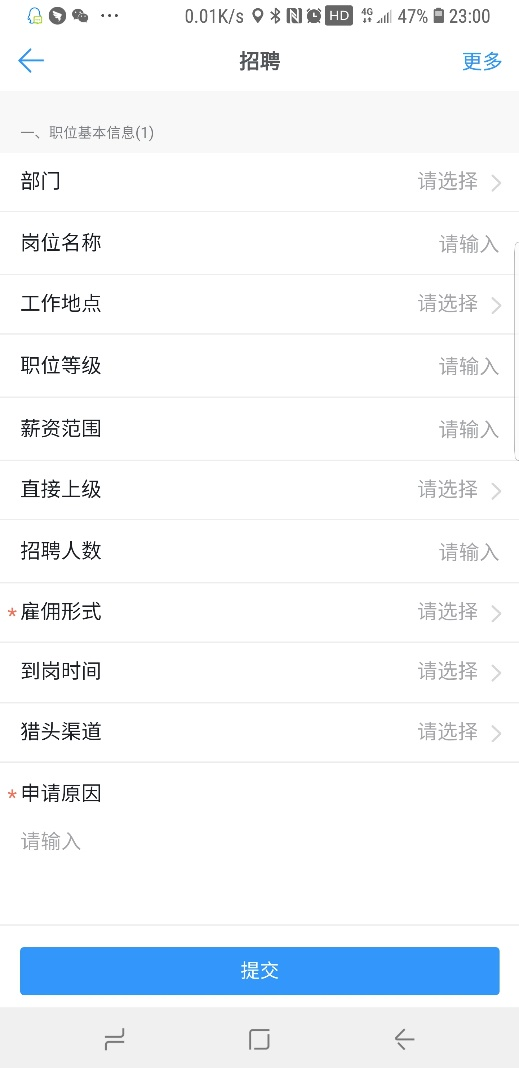 0.01K/s HD 4G 47% 23:00
招聘 更多
一、职位基本信息(1)
部门 请选择
岗位名称 请输入
工作地点 请选择
职位等级 请输入
薪资范围 请输入
直接上级 请选择
招聘人数 请输入
*雇佣形式 请选择
到岗时间 请选择
猎头渠道 请选择
*申请原因
请输入
提交